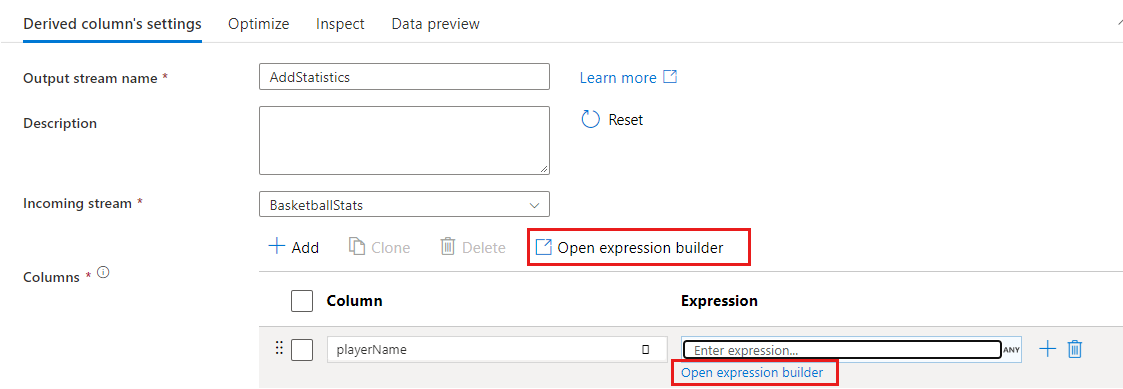 Derived column's settings Optimize Inspect Data preview
Output stream name * AddStatistics Learn more
Description Reset
Incoming stream * BasketballStats
Add Clone Delete Open expression builder
Columns *
Column Expression
playerName Enter expression... ANY
Open expression builder